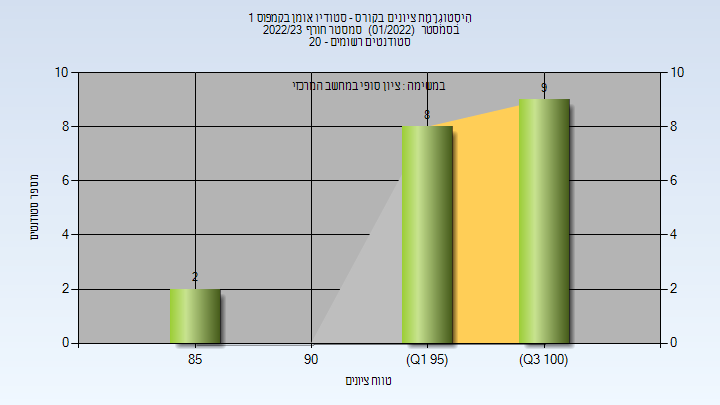 היסטוגרמת ציונים בקורס - סטודיו אומן בקמפוס 1
בסמסטר (01/2022) סמסטר חורף 2022/23
סטודנטים רשומים - 20
במשימה : ציון סופי במחשב המרכזי
מספר סטודנטים
10 10
8 8
6 6
4 4
2 2
0 0
2
8
9
85 90 (Q1 95) (Q3 100)
טווח ציונים